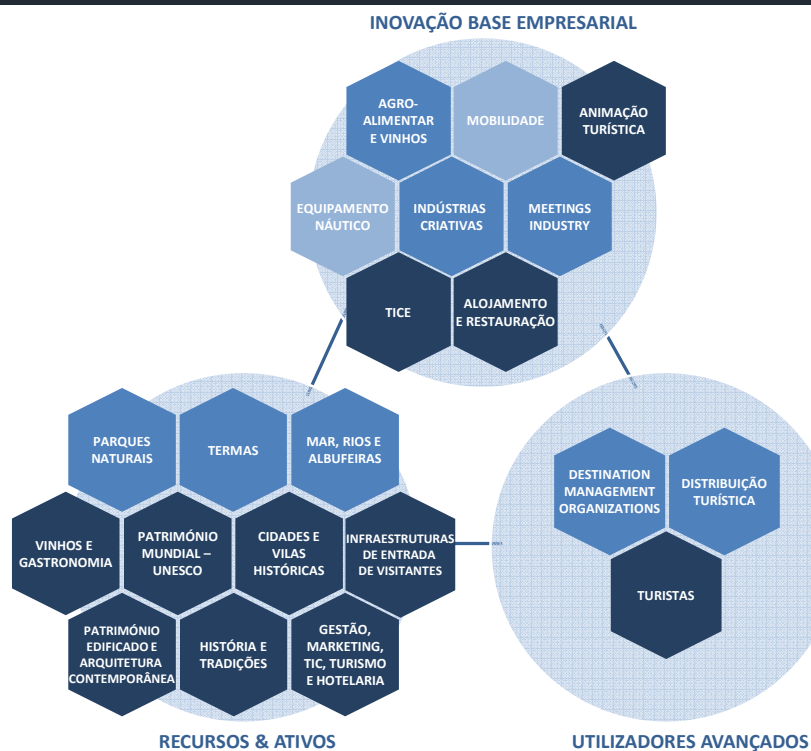 INOVAÇÃO BASE EMPRESARIAL
AGRO-
ALIMENTAR
E VINHOS
MOBILIDADE
ANIMAÇÃO
TURÍSTICA
EQUIPAMENTO
NÁUTICO
INDÚSTRIAS
CRIATIVAS
MEETINGS
INDUSTRY
TICE
ALOJAMENTO
E RESTAURAÇÃO
PARQUES
NATURAIS
TERMAS
MAR, RIOS E
ALBUFEIRAS
VINHOS E
GASTRONOMIA
PATRIMÓNIO
MUNDIAL –
UNESCO
CIDADES E
VILAS
HISTÓRICAS
INFRAESTRUTURAS
DE ENTRADA
DE VISITANTES
PATRIMÓNIO
EDIFICADO E
ARQUITETURA
CONTEMPORÂNEA
HISTÓRIA E
TRADIÇÕES
GESTÃO,
MARKETING,
TIC, TURISMO
E HOTELARIA
RECURSOS & ATIVOS
DESTINATION
MANAGEMENT
ORGANIZATIONS
DISTRIBUIÇÃO
TURÍSTICA
TURISTAS
UTILIZADORES AVANÇADOS